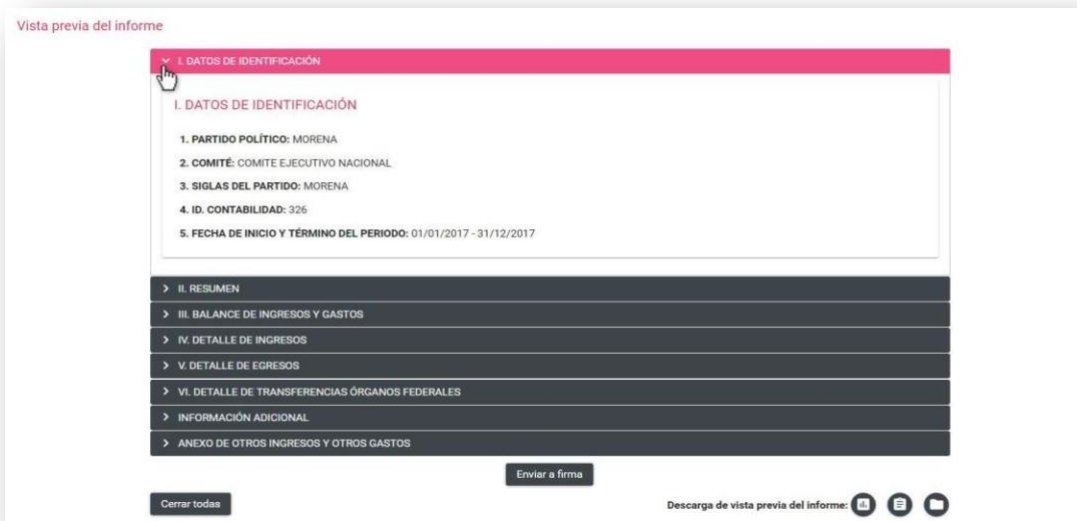 Vista previa del informe
I. DATOS DE IDENTIFICACIÓN
I. DATOS DE IDENTIFICACIÓN
1. PARTIDO POLÍTICO: MORENA
2. COMITÉ: COMITE EJECUTIVO NACIONAL
3. SIGLAS DEL PARTIDO: MORENA
4. ID. CONTABILIDAD: 326
5. FECHA DE INICIO Y TÉRMINO DEL PERIODO: 01/01/2017 - 31/12/2017
II. RESUMEN
III. BALANCE DE INGRESOS Y GASTOS
IV. DETALLE DE INGRESOS
V. DETALLE DE EGRESOS
VI. DETALLE DE TRANSFERENCIAS ÓRGANOS FEDERALES
INFORMACIÓN ADICIONAL
ANEXO DE OTROS INGRESOS Y OTROS GASTOS
Enviar a firma
Cerrar todas
Descarga de vista previa del informe: